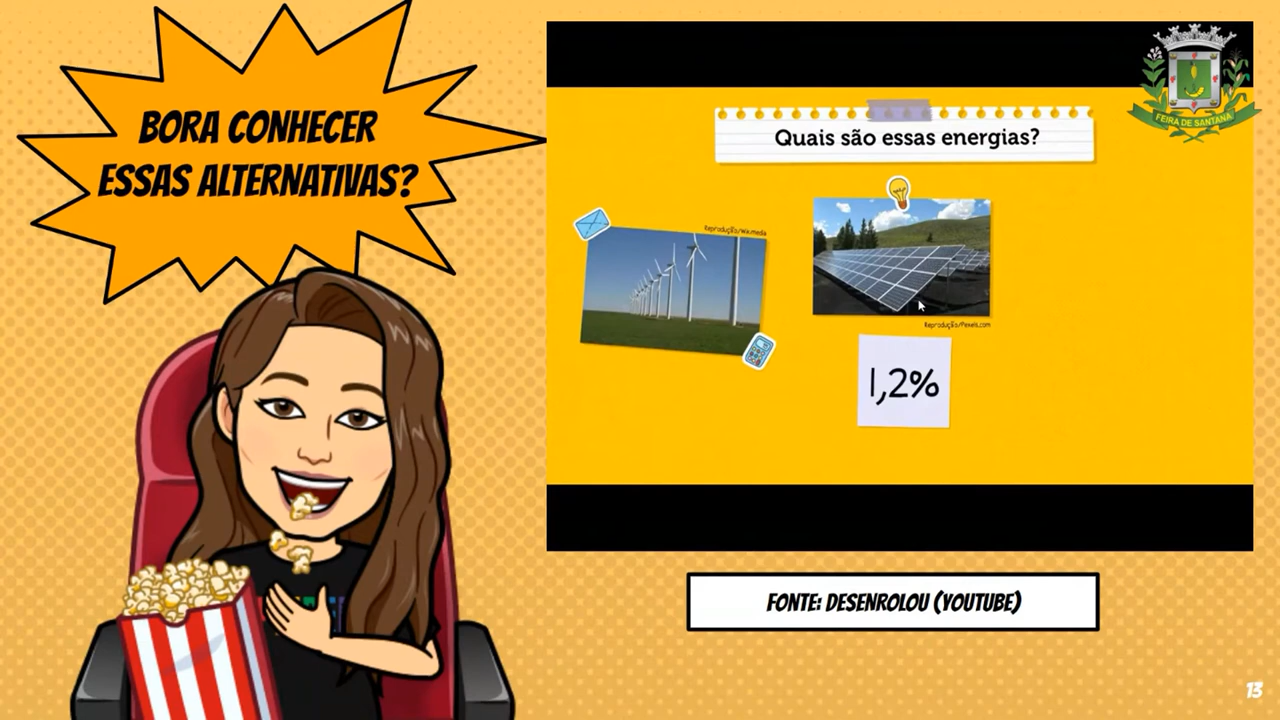 BORA CONHECER
ESSAS ALTERNATIVAS?
FEIRA DE SANTANA
Quais são essas energias?
Reprodução/Wikimedia
Reprodução/Pexels.com
1,2%
FONTE: DESENROLOU (YOUTUBE)
13